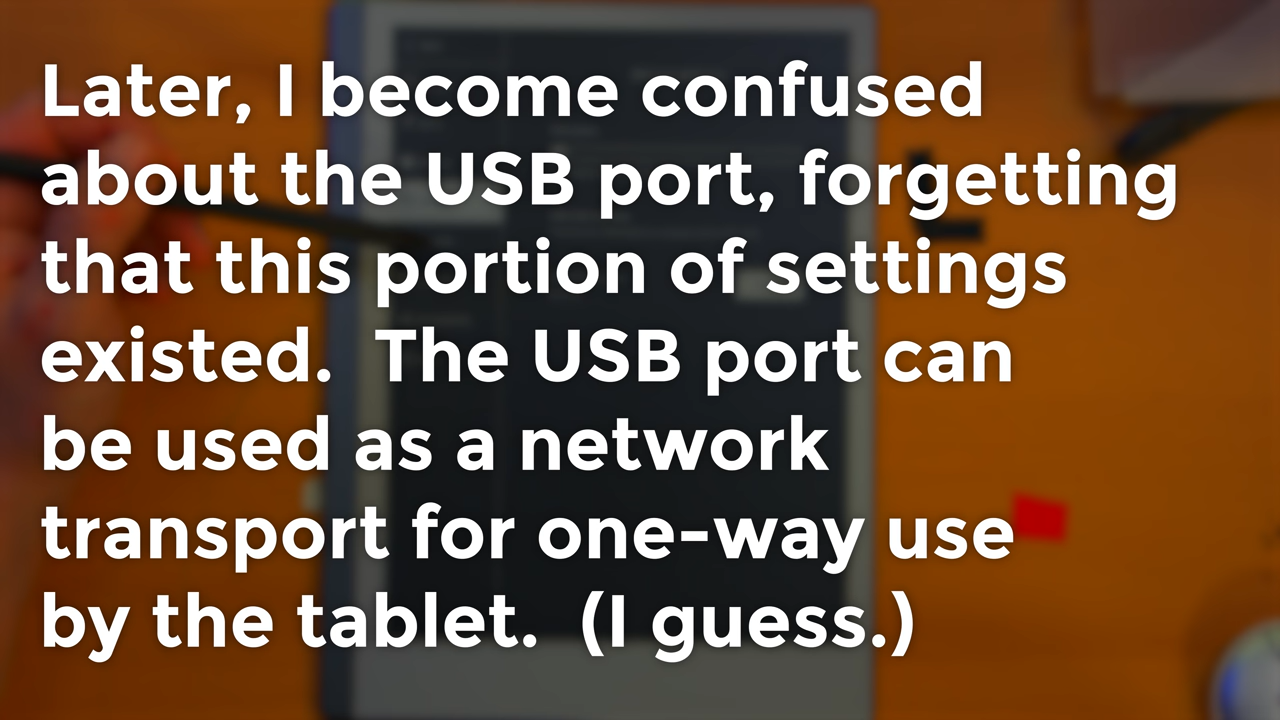 Later, I become confused
about the USB port, forgetting
that this portion of settings
existed.  The USB port can
be used as a network
transport for one-way use
by the tablet.  (I guess.)